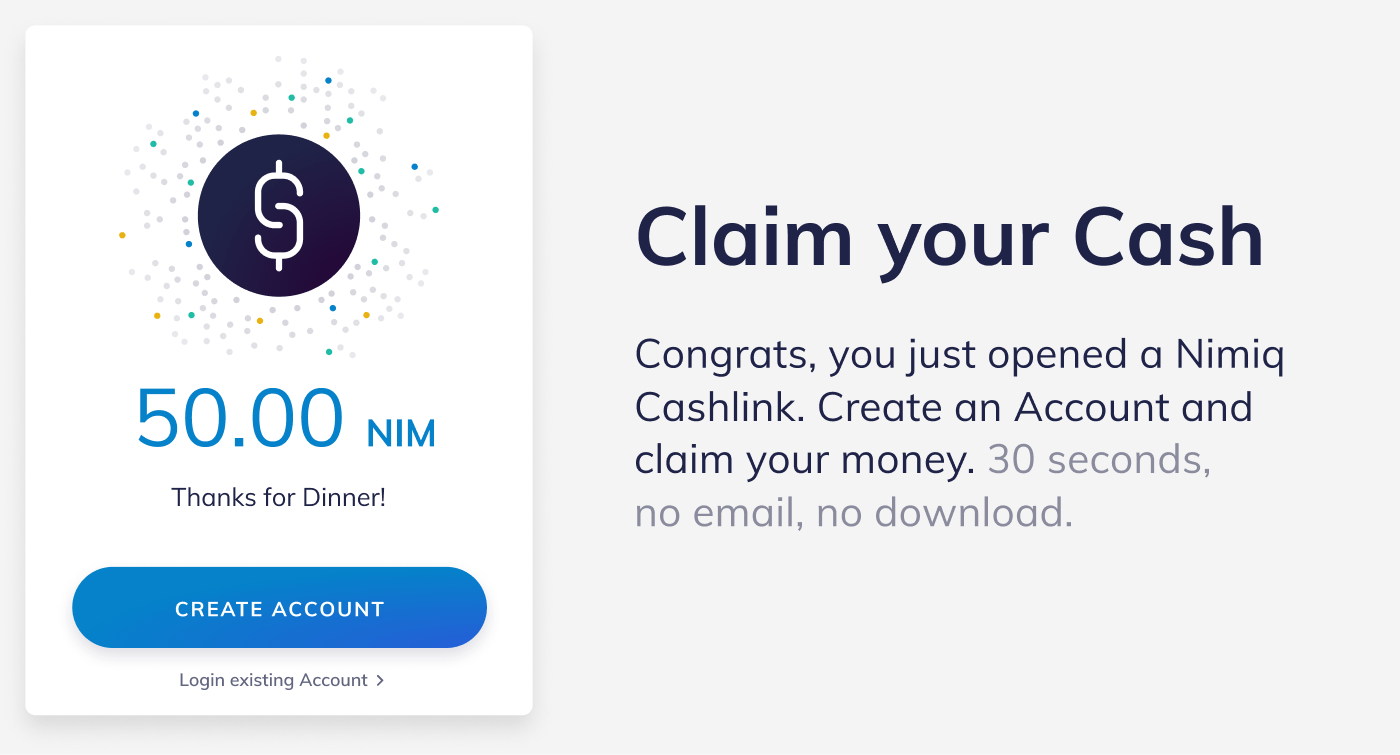 50.00 NIM
Thanks for Dinner!
CREATE ACCOUNT
Login existing Account
Claim your Cash
Congrats, you just opened a Nimiq
Cashlink. Create an Account and
claim your money. 30 seconds,
no email, no download.